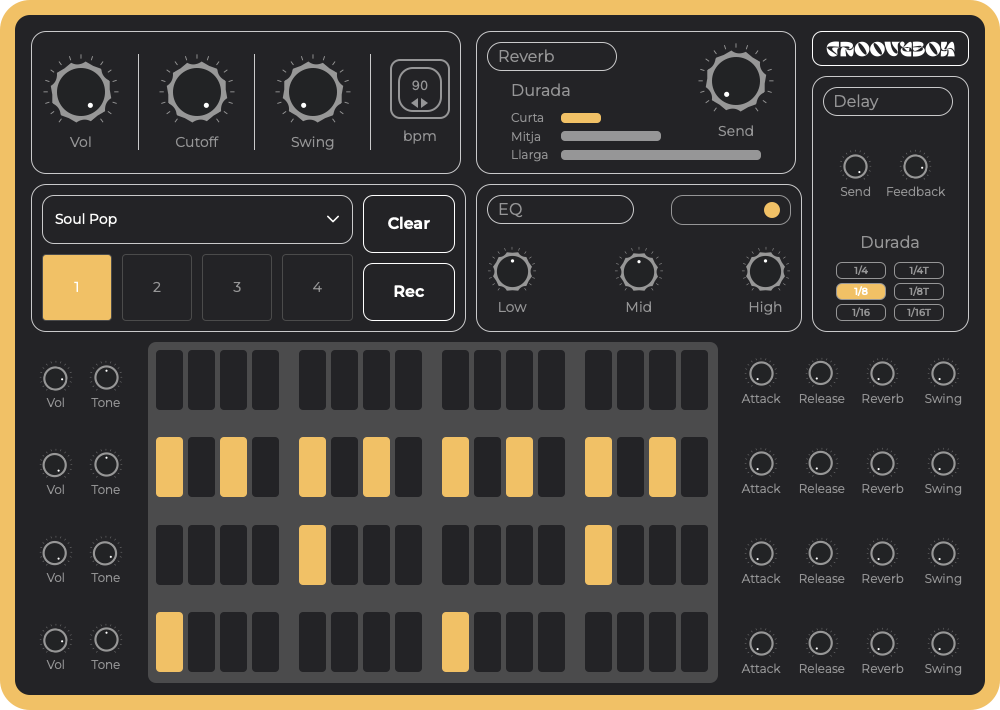 Vol
Cutoff
Swing
90
bpm
Reverb
Durada
Curta
Mitja
Llarga
Send
GROOVEBOX
Delay
Send
Feedback
Durada
1/4
1/4T
1/8
1/8T
1/16
1/16T
Soul Pop
Clear
1
2
3
4
Rec
EQ
Low
Mid
High
Vol
Tone
Attack
Release
Reverb
Swing
Vol
Tone
Attack
Release
Reverb
Swing
Vol
Tone
Attack
Release
Reverb
Swing
Vol
Tone
Attack
Release
Reverb
Swing